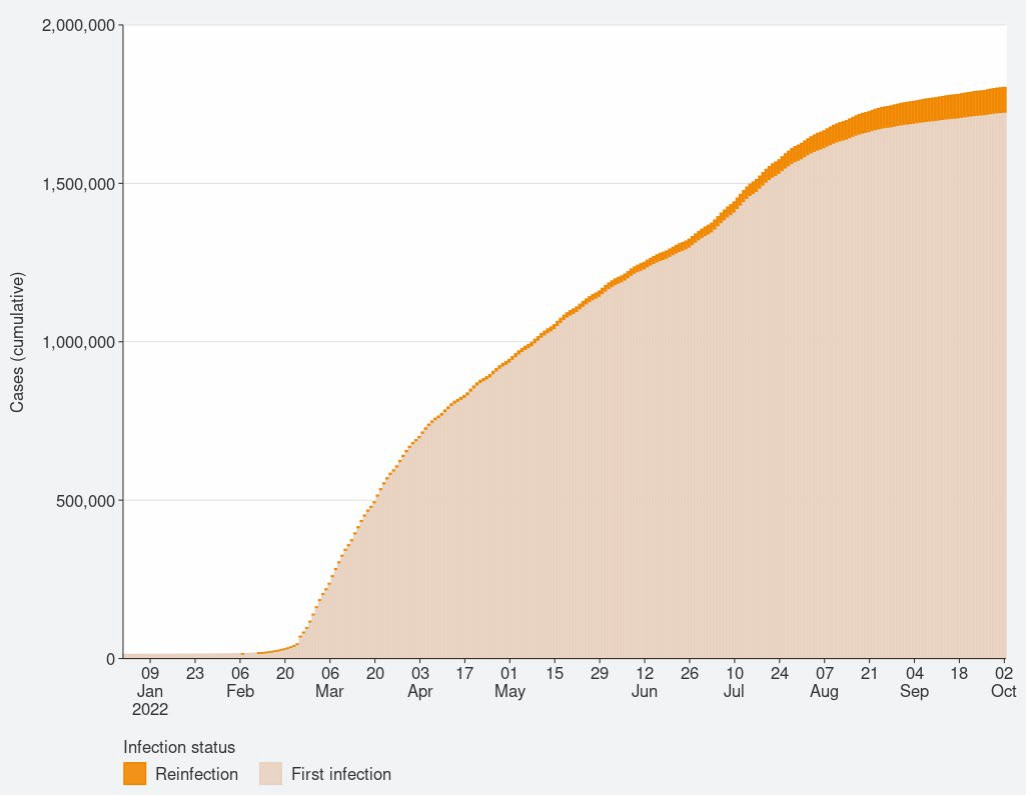 2,000,000
1,500,000
1,000,000
500,000
0
Cases (cumulative)
09 23 06 20 06 20 03 17 01 15 29 12 26 10 24 07 21 04 18 02
Jan Feb Mar Apr May Jun Jul Aug Sep Oct
2022
Infection status
Reinfection First infection